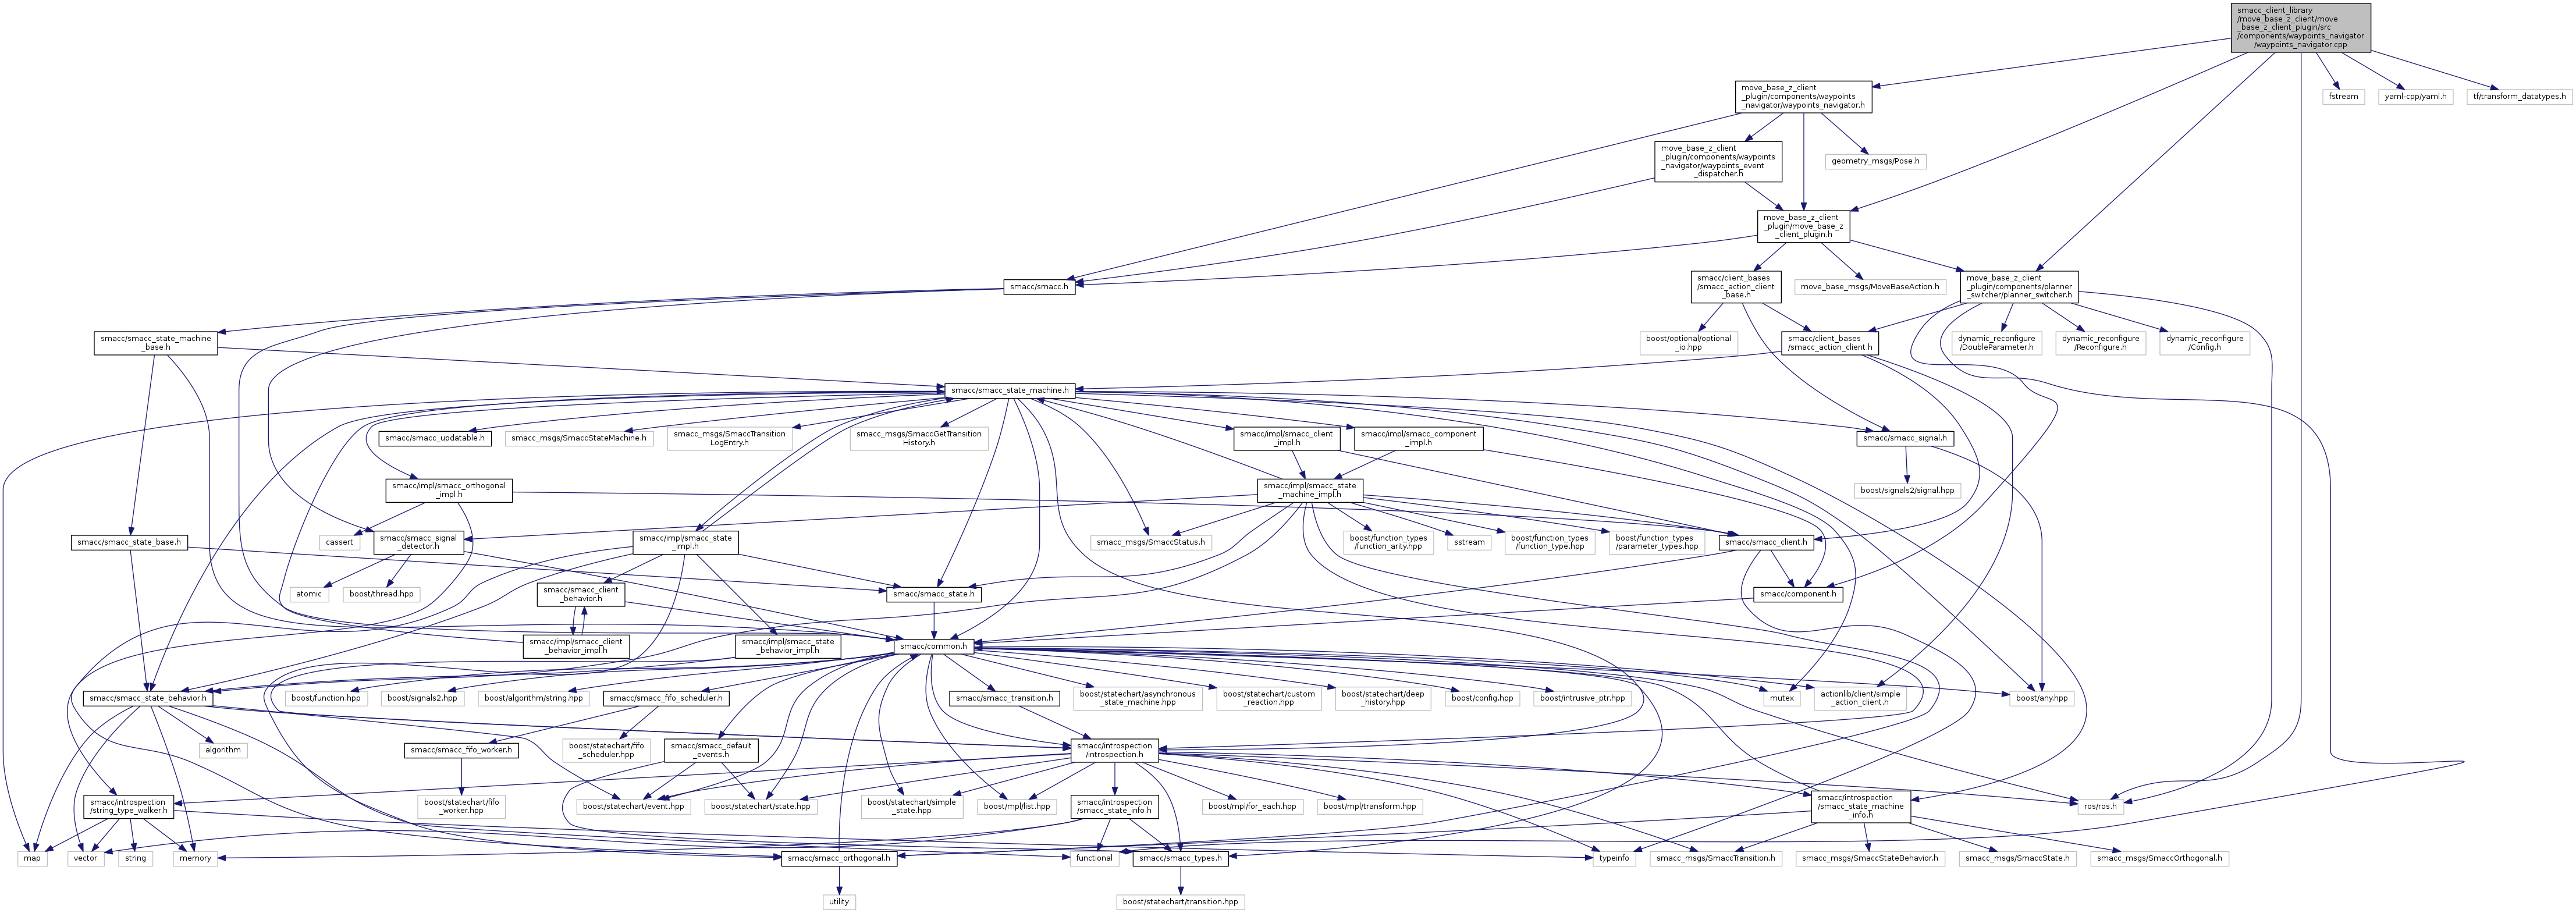 smacc_client_library
/move_base_z_client/move
_base_z_client_plugin/src
/components/waypoints_navigator
/waypoints_navigator.cpp
move_base_z_client
_plugin/components/waypoints
_navigator/waypoints_navigator.h
fstream
yaml-cpp/yaml.h
tf/transform_datatypes.h
move_base_z_client
_plugin/components/waypoints
_navigator/waypoints_event
_dispatcher.h
geometry_msgs/Pose.h
move_base_z_client
_plugin/move_base_z
_client_plugin.h
smacc/smacc.h
smacc/client_bases
/smacc_action_client
_base.h
move_base_msgs/MoveBaseAction.h
move_base_z_client
_plugin/components/planner
_switcher/planner_switcher.h
smacc/smacc_state_machine
_base.h
boost/optional/optional
_io.hpp
smacc/client_bases
/smacc_action_client.h
dynamic_reconfigure
/DoubleParameter.h
dynamic_reconfigure
/Reconfigure.h
dynamic_reconfigure
/Config.h
smacc/smacc_state_machine.h
smacc/smacc_updatable.h
smacc_msgs/SmaccStateMachine.h
smacc_msgs/SmaccTransition
LogEntry.h
smacc_msgs/SmaccGetTransition
History.h
smacc/impl/smacc_client
_impl.h
smacc/impl/smacc_component
_impl.h
smacc/smacc_signal.h
smacc/impl/smacc_orthogonal
_impl.h
smacc/impl/smacc_state
_machine_impl.h
boost/signals2/signal.hpp
smacc/smacc_state_base.h
cassert
smacc/smacc_signal
_detector.h
smacc/impl/smacc_state
_impl.h
smacc_msgs/SmaccStatus.h
boost/function_types
/function_arity.hpp
sstream
boost/function_types
/function_type.hpp
boost/function_types
/parameter_types.hpp
smacc/smacc_client.h
atomic
boost/thread.hpp
smacc/smacc_client
_behavior.h
smacc/smacc_state.h
smacc/component.h
smacc/impl/smacc_client
_behavior_impl.h
smacc/impl/smacc_state
_behavior_impl.h
smacc/common.h
smacc/smacc_state_behavior.h
boost/function.hpp
boost/signals2.hpp
boost/algorithm/string.hpp
smacc/smacc_fifo_scheduler.h
smacc/smacc_transition.h
boost/statechart/asynchronous
_state_machine.hpp
boost/statechart/custom
_reaction.hpp
boost/statechart/deep
_history.hpp
boost/config.hpp
boost/intrusive_ptr.hpp
mutex
actionlib/client/simple
_action_client.h
boost/any.hpp
algorithm
smacc/smacc_fifo_worker.h
boost/statechart/fifo
_scheduler.hpp
smacc/smacc_default
_events.h
smacc/introspection
/introspection.h
smacc/introspection
/string_type_walker.h
boost/statechart/fifo
_worker.hpp
boost/statechart/event.hpp
boost/statechart/state.hpp
boost/statechart/simple
_state.hpp
boost/mpl/list.hpp
smacc/introspection
/smacc_state_info.h
boost/mpl/for_each.hpp
boost/mpl/transform.hpp
smacc/introspection
/smacc_state_machine
_info.h
ros/ros.h
map
vector
string
memory
smacc/smacc_orthogonal.h
functional
smacc/smacc_types.h
typeinfo
smacc_msgs/SmaccTransition.h
smacc_msgs/SmaccStateBehavior.h
smacc_msgs/SmaccState.h
smacc_msgs/SmaccOrthogonal.h
utility
boost/statechart/transition.hpp